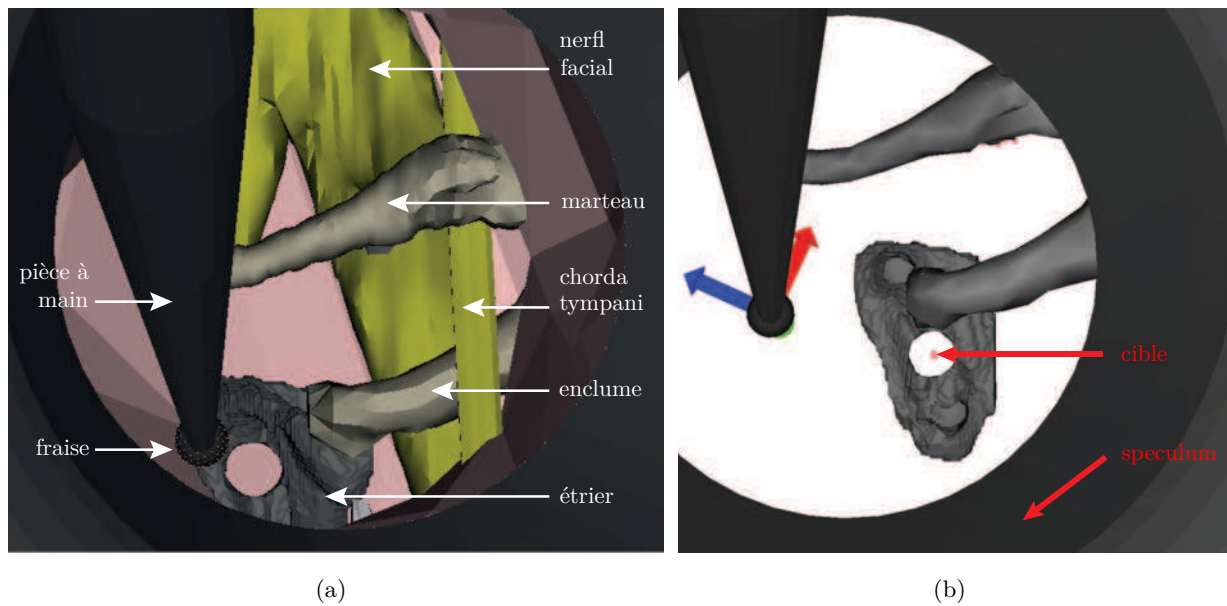 nerfl
facial
marteau
pièce à
main
chorda
tympani
enclume
fraise
étrier
cible
speculum
(a)
(b)